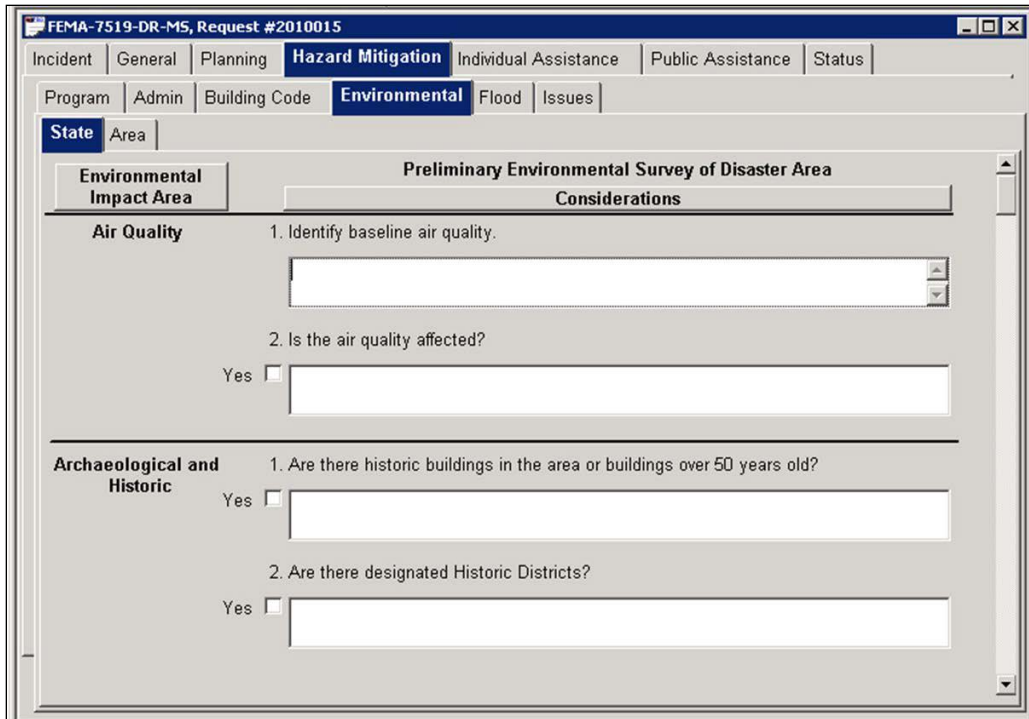 FEMA-7519-DR-MS, Request #2010015
Incident General Planning Hazard Mitigation Individual Assistance Public Assistance Status
Program Admin Building Code Environmental Flood Issues
State Area
Environmental Impact Area
Preliminary Environmental Survey of Disaster Area
Considerations
Air Quality
1. Identify baseline air quality.
2. Is the air quality affected?
Yes
Archaeological and Historic
1. Are there historic buildings in the area or buildings over 50 years old?
Yes
2. Are there designated Historic Districts?
Yes